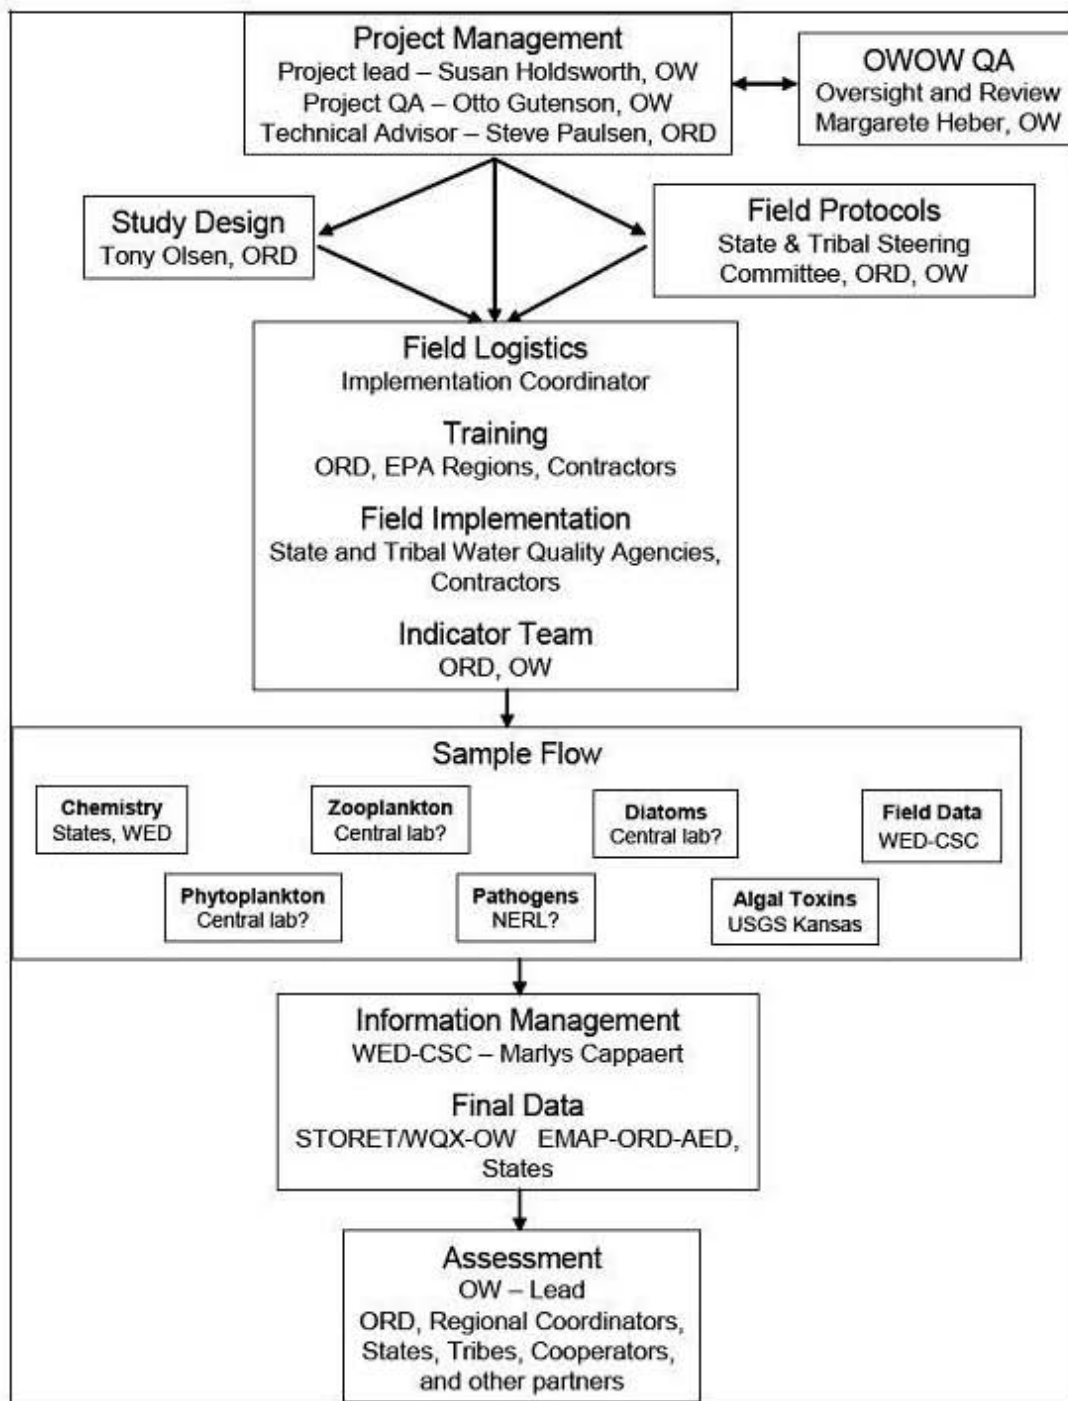 Project Management
Project lead – Susan Holdsworth, OW
Project QA – Otto Gutenson, OW
Technical Advisor – Steve Paulsen, ORD
OWOW QA
Oversight and Review
Margarete Heber, OW
Study Design
Tony Olsen, ORD
Field Protocols
State & Tribal Steering
Committee, ORD, OW
Field Logistics
Implementation Coordinator
Training
ORD, EPA Regions, Contractors
Field Implementation
State and Tribal Water Quality Agencies,
Contractors
Indicator Team
ORD, OW
Sample Flow
Chemistry
States, WED
Zooplankton
Central lab?
Diatoms
Central lab?
Field Data
WED-CSC
Phytoplankton
Central lab?
Pathogens
NERL?
Algal Toxins
USGS Kansas
Information Management
WED-CSC – Marlys Cappaert
Final Data
STORET/WQX-OW EMAP-ORD-AED,
States
Assessment
OW – Lead
ORD, Regional Coordinators,
States, Tribes, Cooperators,
and other partners